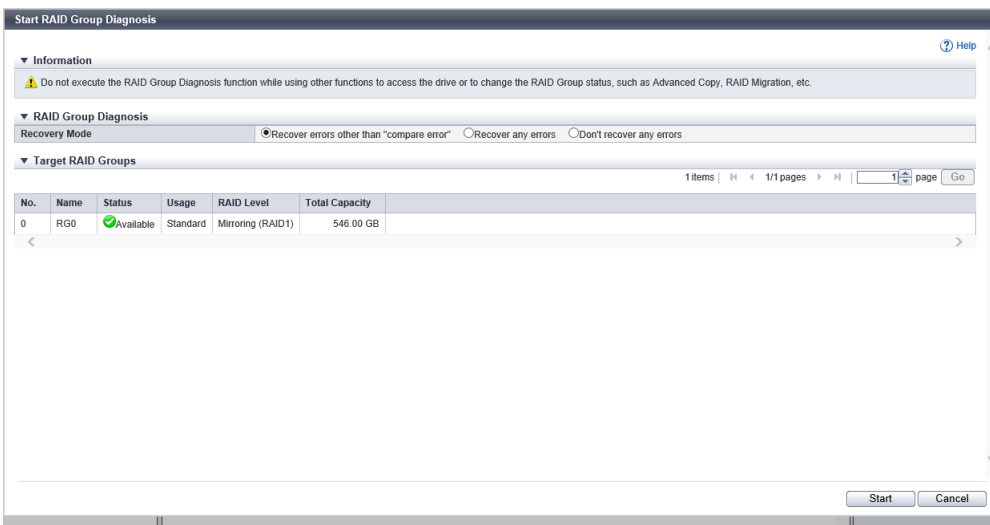 Start RAID Group Diagnosis
Help
Information
Do not execute the RAID Group Diagnosis function while using other functions to access the drive or to change the RAID Group status, such as Advanced Copy, RAID Migration, etc.
RAID Group Diagnosis
Recovery Mode Recover errors other than "compare error" Recover any errors Don't recover any errors
Target RAID Groups
1 items | 1/1 pages | 1 page Go
No. Name Status Usage RAID Level Total Capacity
0 RG0 Available Standard Mirroring (RAID1) 546.00 GB
Start Cancel